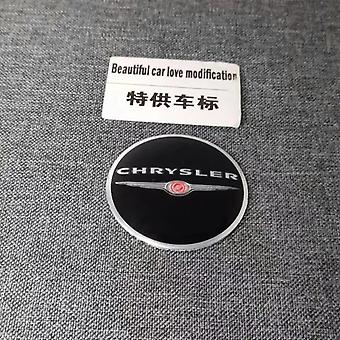 Beautiful car love modification
特供车标
CHRYSLER